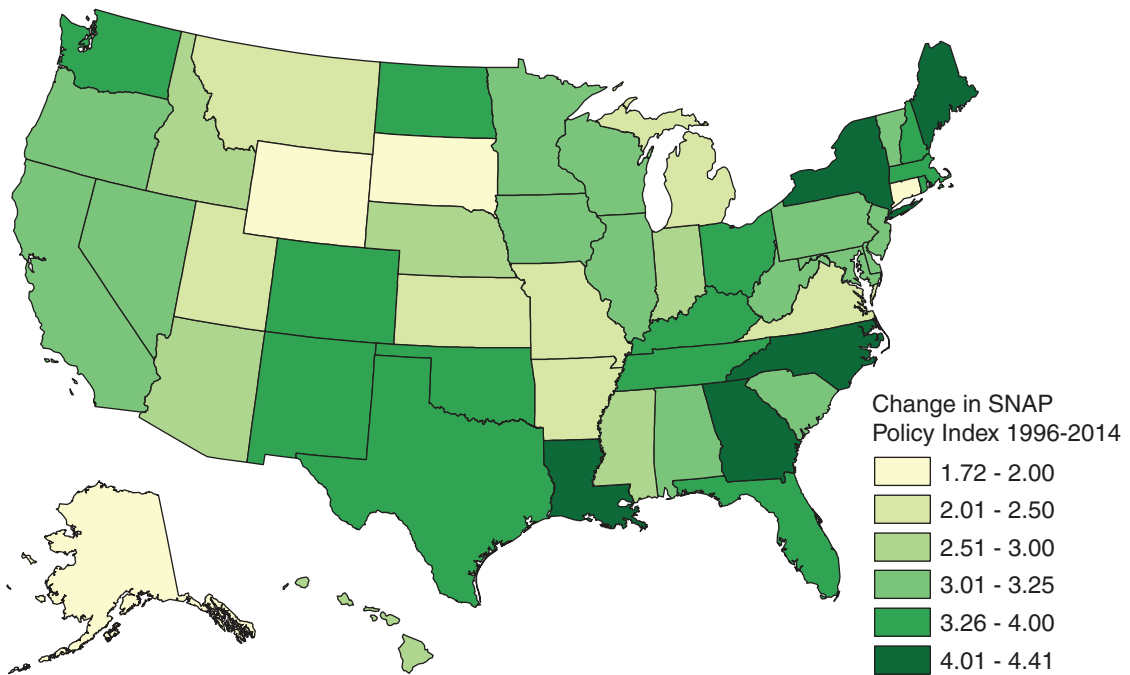 Change in SNAP
Policy Index 1996-2014
1.72 - 2.00
2.01 - 2.50
2.51 - 3.00
3.01 - 3.25
3.26 - 4.00
4.01 - 4.41